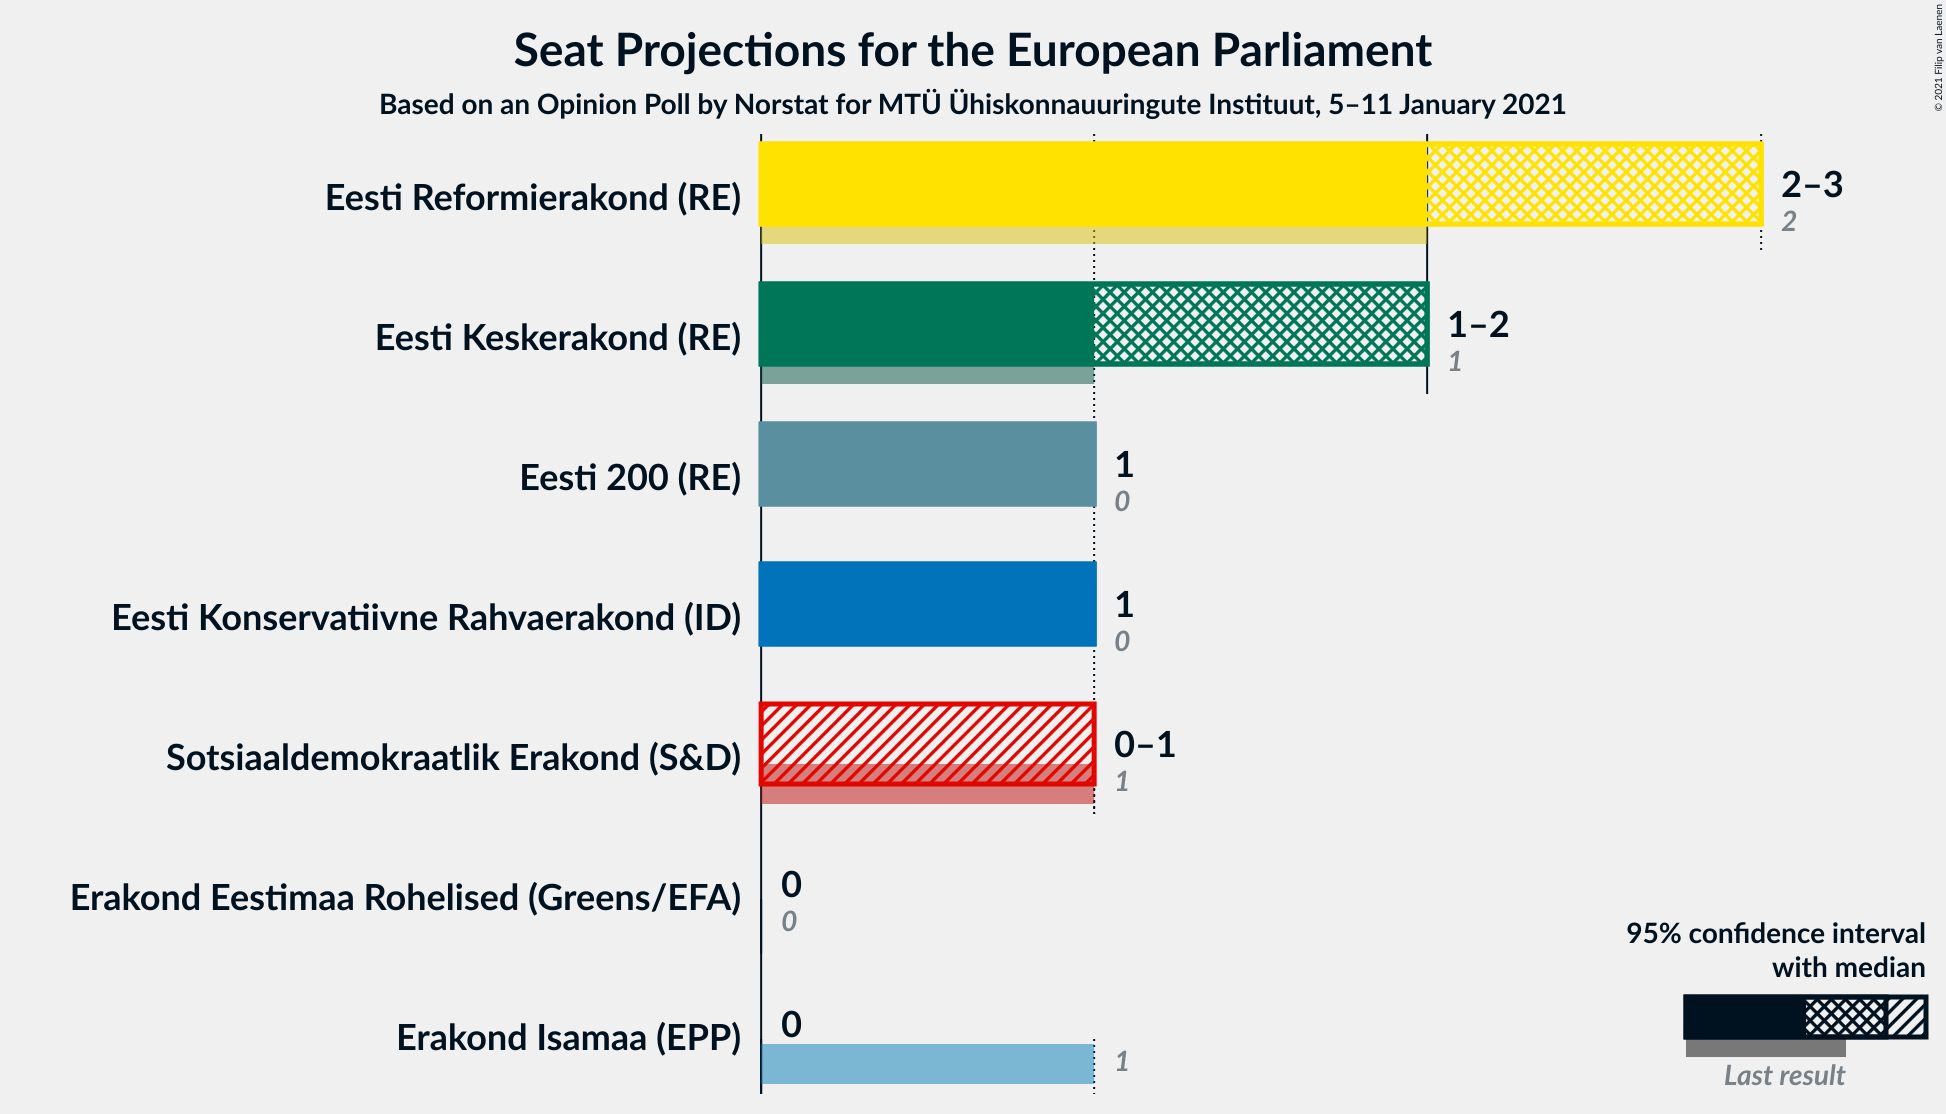 Seat Projections for the European Parliament
Based on an Opinion Poll by Norstat for MTÜ Ühiskonnauuringute Instituut, 5–11 January 2021
© 2021 Filip van Laenen
Eesti Reformierakond (RE)
2–3
2
Eesti Keskerakond (RE)
1–2
1
Eesti 200 (RE)
1
0
Eesti Konservatiivne Rahvaerakond (ID)
1
0
Sotsiaaldemokraatlik Erakond (S&D)
0–1
1
Erakond Eestimaa Rohelised (Greens/EFA)
0
0
Erakond Isamaa (EPP)
0
1
95% confidence interval
with median
Last result